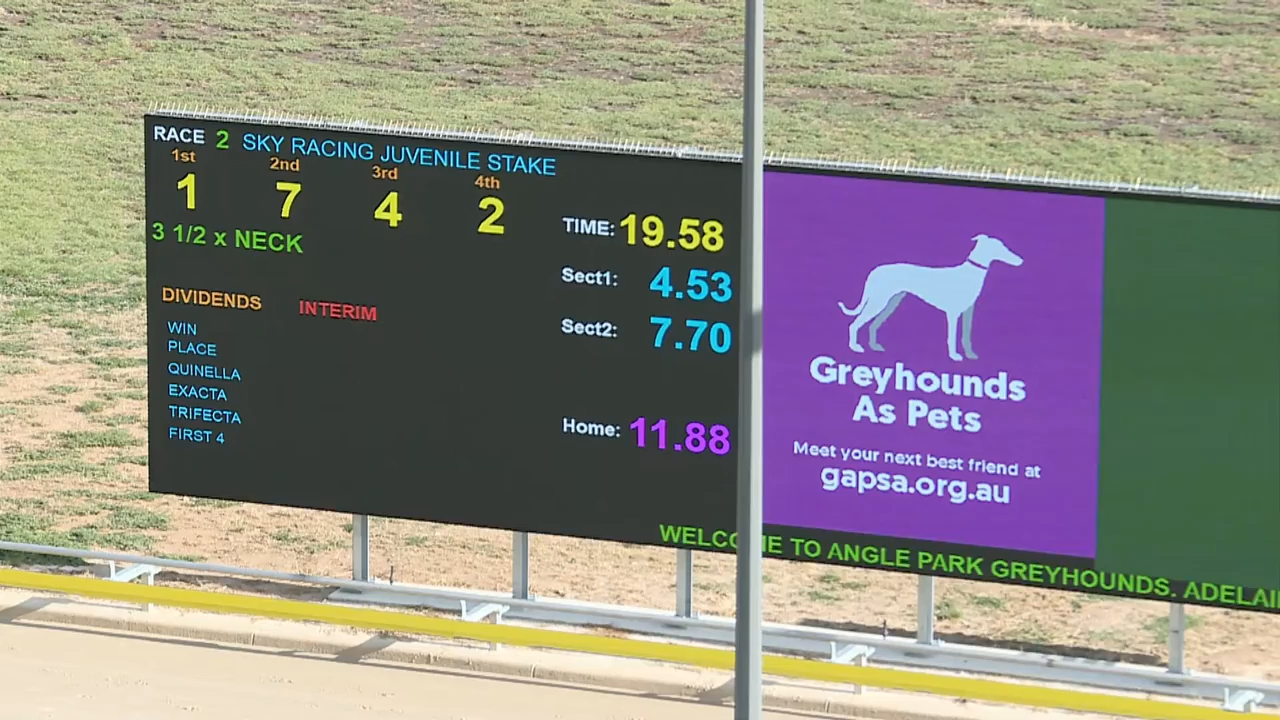 RACE 2 SKY RACING JUVENILE STAKE
1st 2nd 3rd 4th
1 7 4 2
3 1/2 x NECK
TIME: 19.58
Sect1: 4.53
Sect2: 7.70
Home: 11.88
DIVIDENDS INTERIM
WIN
PLACE
QUINELLA
EXACTA
TRIFECTA
FIRST 4
Greyhounds
As Pets
Meet your next best friend at
gapsa.org.au
WELCOME TO ANGLE PARK GREYHOUNDS. ADELAI